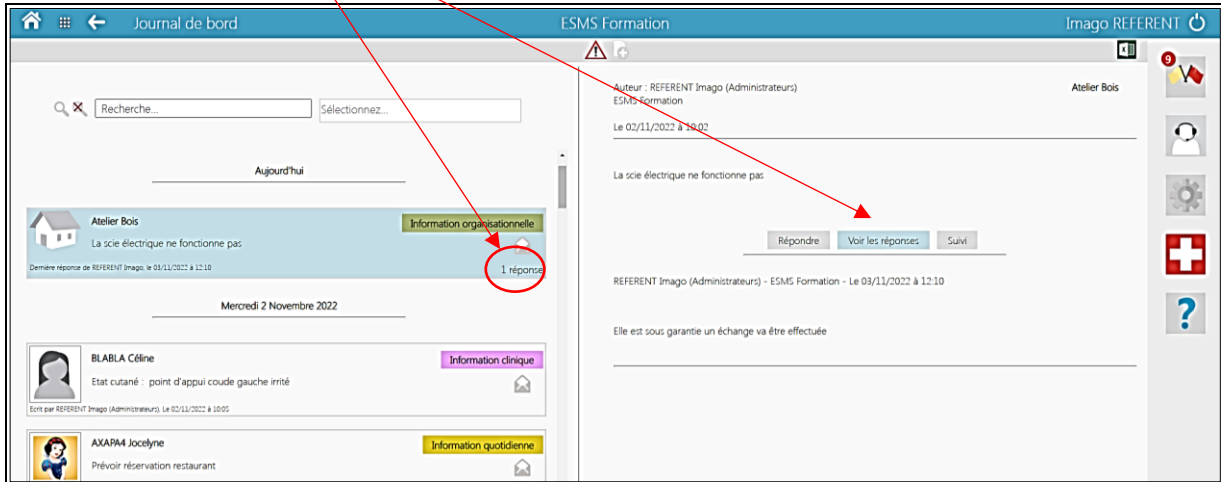 Journal de bord
ESMS Formation
Imago REFERENT
9
Recherche...
Sélectionnez...
Aujourd'hui
Atelier Bois
Information organisationnelle
La scie électrique ne fonctionne pas
Dernière réponse de REFERENT Imago, le 03/11/2022 à 12:10
1 réponse
Mercredi 2 Novembre 2022
BLABLA Céline
Information clinique
Etat cutané : point d'appui coude gauche irrité
Ecrit par REFERENT Imago (Administrateurs), Le 02/11/2022 à 10:05
AXAPA4 Jocelyne
Information quotidienne
Prévoir réservation restaurant
Auteur : REFERENT Imago (Administrateurs)
Atelier Bois
ESMS Formation
Le 02/11/2022 à 10:02
La scie électrique ne fonctionne pas
Répondre
Voir les réponses
Suivi
REFERENT Imago (Administrateurs) - ESMS Formation - Le 03/11/2022 à 12:10
Elle est sous garantie un échange va être effectuée
?